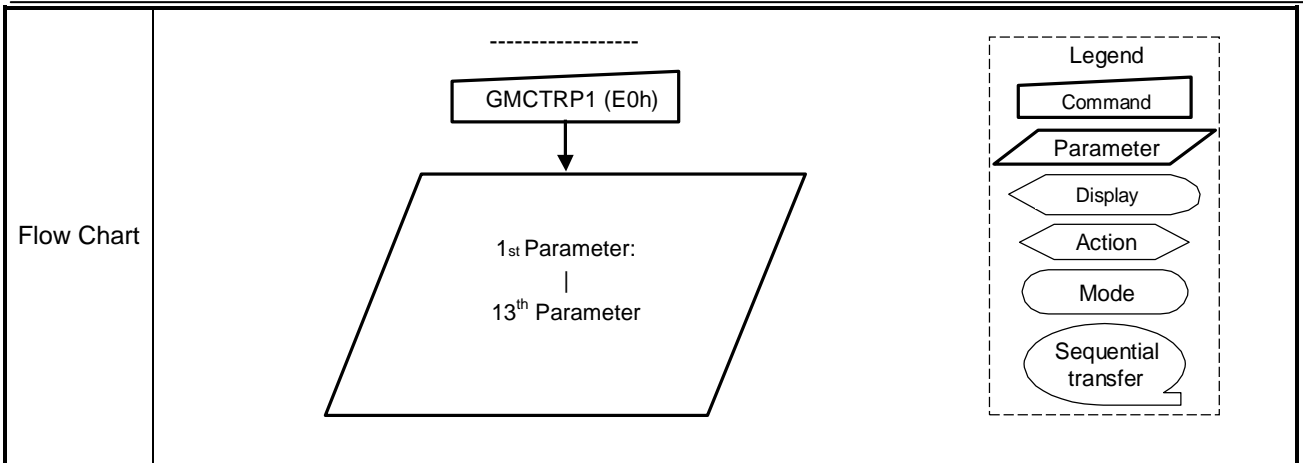 Flow Chart
GMCTRP1 (E0h)
1st Parameter:
|
13th Parameter
Legend
Command
Parameter
Display
Action
Mode
Sequential
transfer